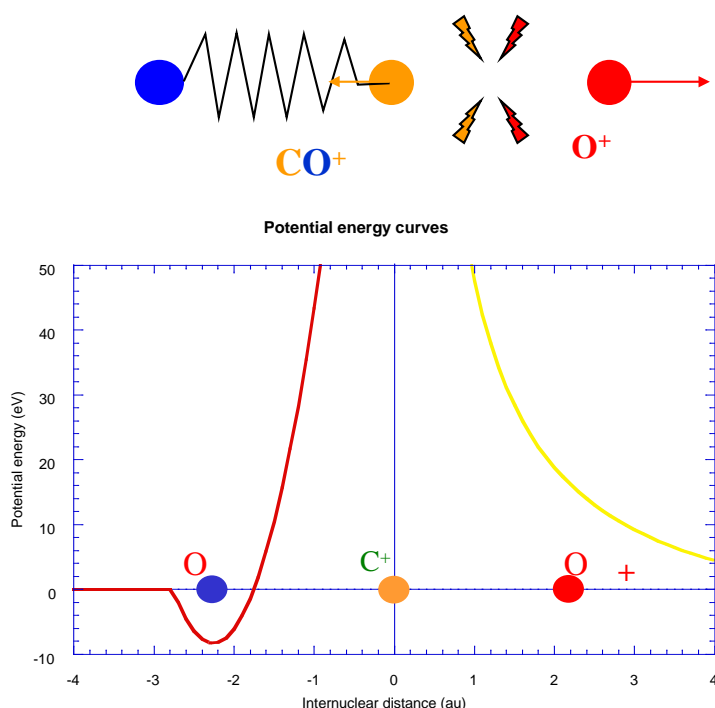 CO⁺
O⁺
Potential energy curves
50
40
30
20
10
0
-10
Potential energy (eV)
O
C⁺
O +
-4 -3 -2 -1 0 1 2 3 4
Internuclear distance (au)